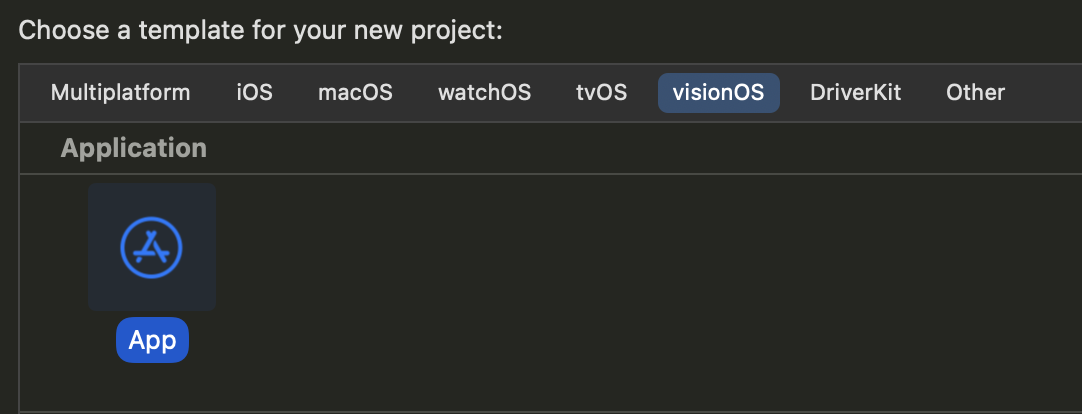 Choose a template for your new project:
Multiplatform iOS macOS watchOS tvOS visionOS DriverKit Other
Application
App